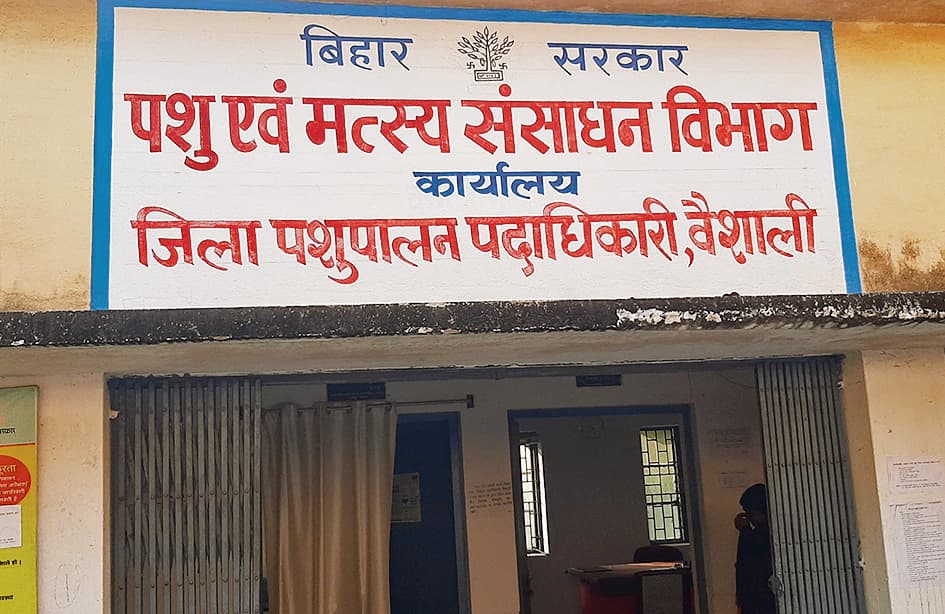 बिहार सरकार
पशु एवं मत्स्य संसाधन विभाग
कार्यालय
जिला पशुपालन पदाधिकारी, वैशाली